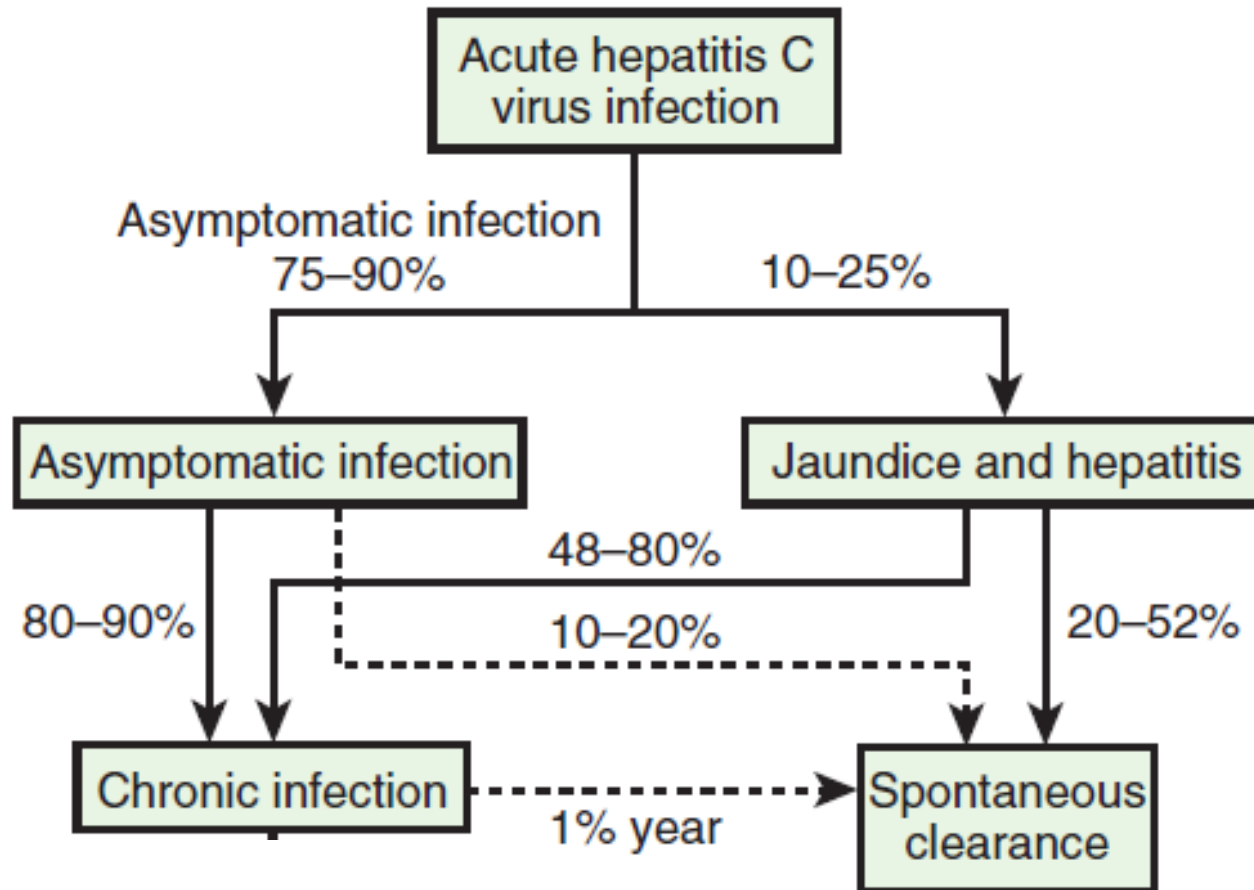 Acute hepatitis C
virus infection
Asymptomatic infection
75–90%
10–25%
Asymptomatic infection
Jaundice and hepatitis
48–80%
80–90%
10–20%
20–52%
Chronic infection
1% year
Spontaneous
clearance